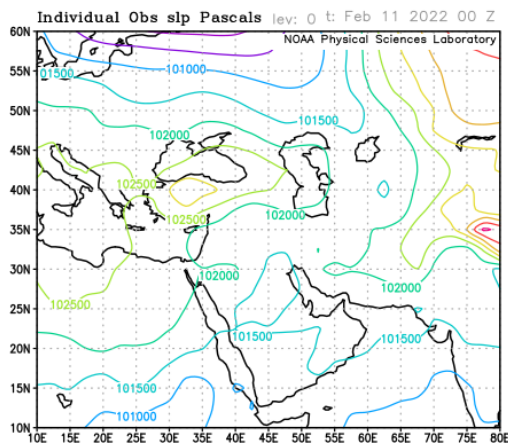 Individual Obs slp Pascals lev: 0 t: Feb 11 2022 00 Z
60N
NOAA Physical Sciences Laboratory
55N
101500
101000
50N
101500
45N
102000
40N
102500
102500
102000
35N
30N
102000
25N
102500
20N
101500
101500
15N
101500
101000
10N
10E 15E 20E 25E 30E 35E 40E 45E 50E 55E 60E 65E 70E 75E 80E